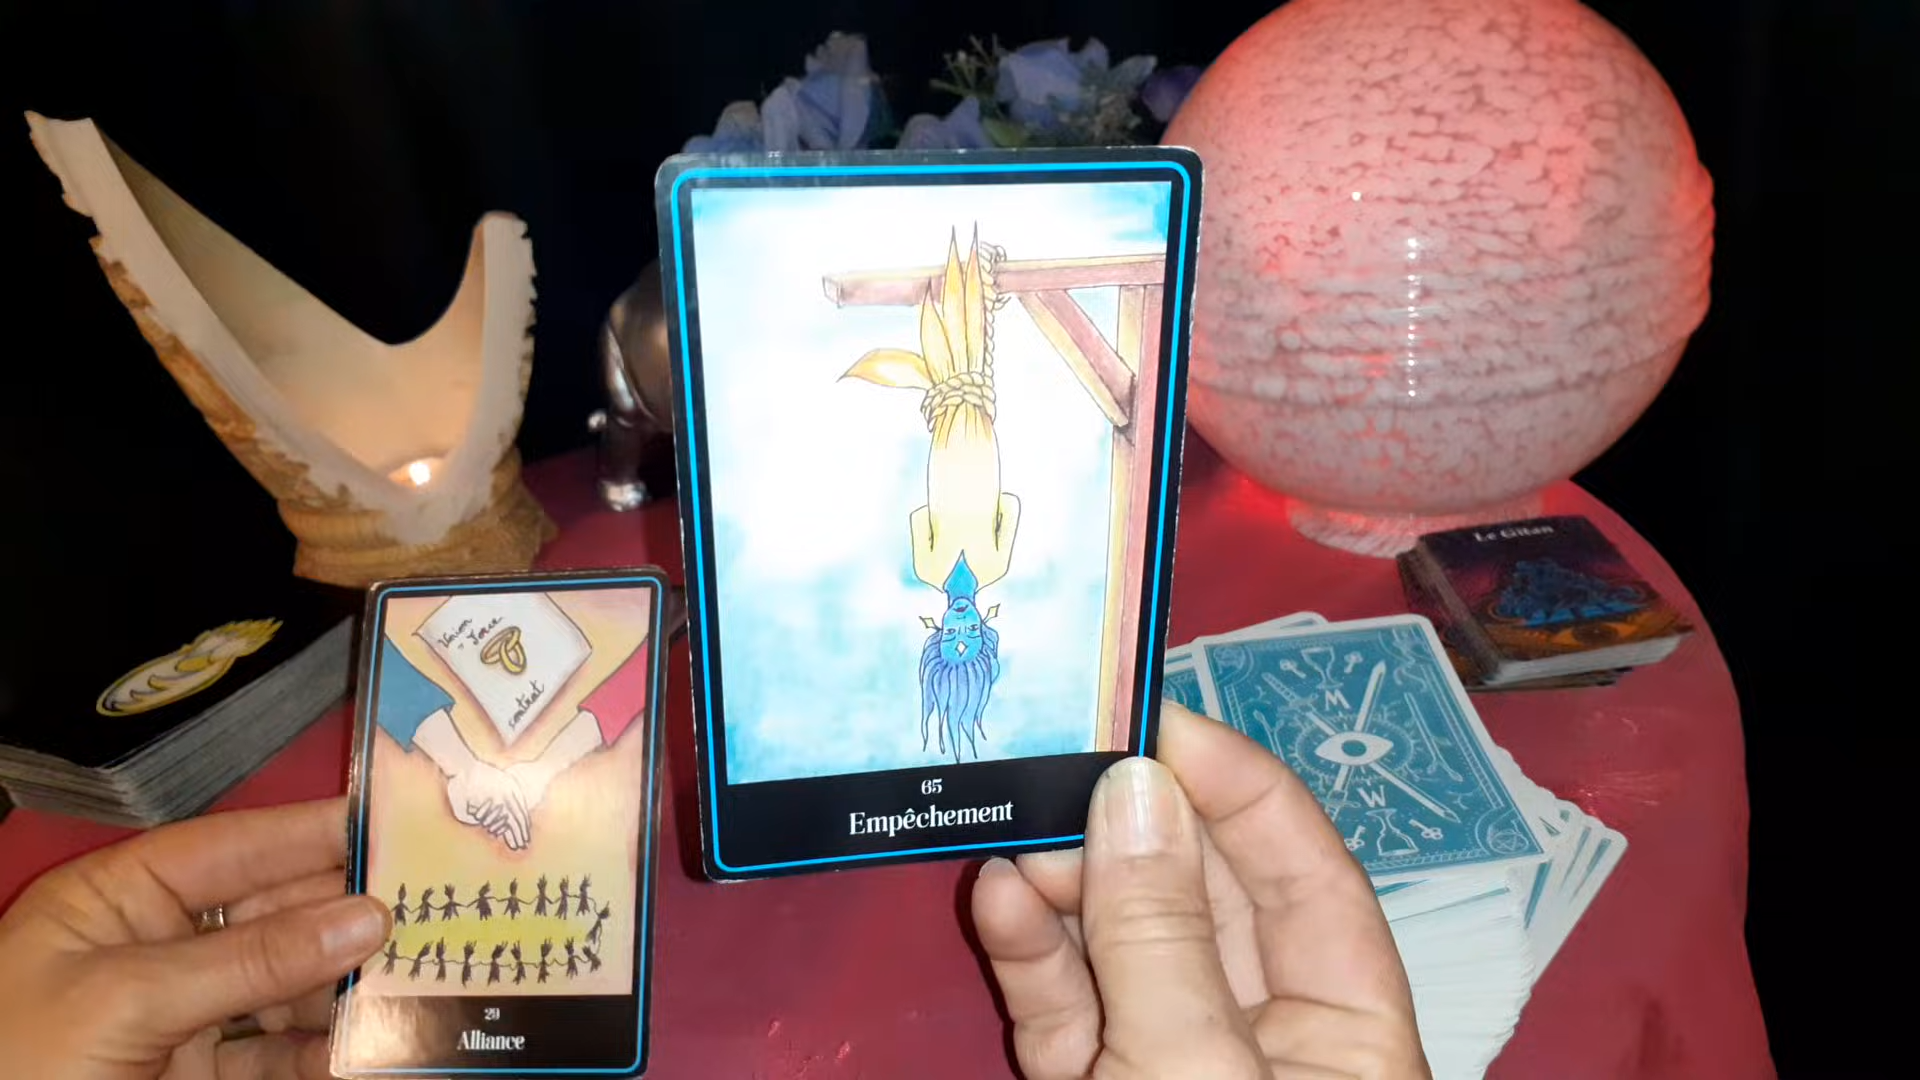 65
Empêchement
Union
Force
contrat
29
Alliance
Le Gitan
M
W